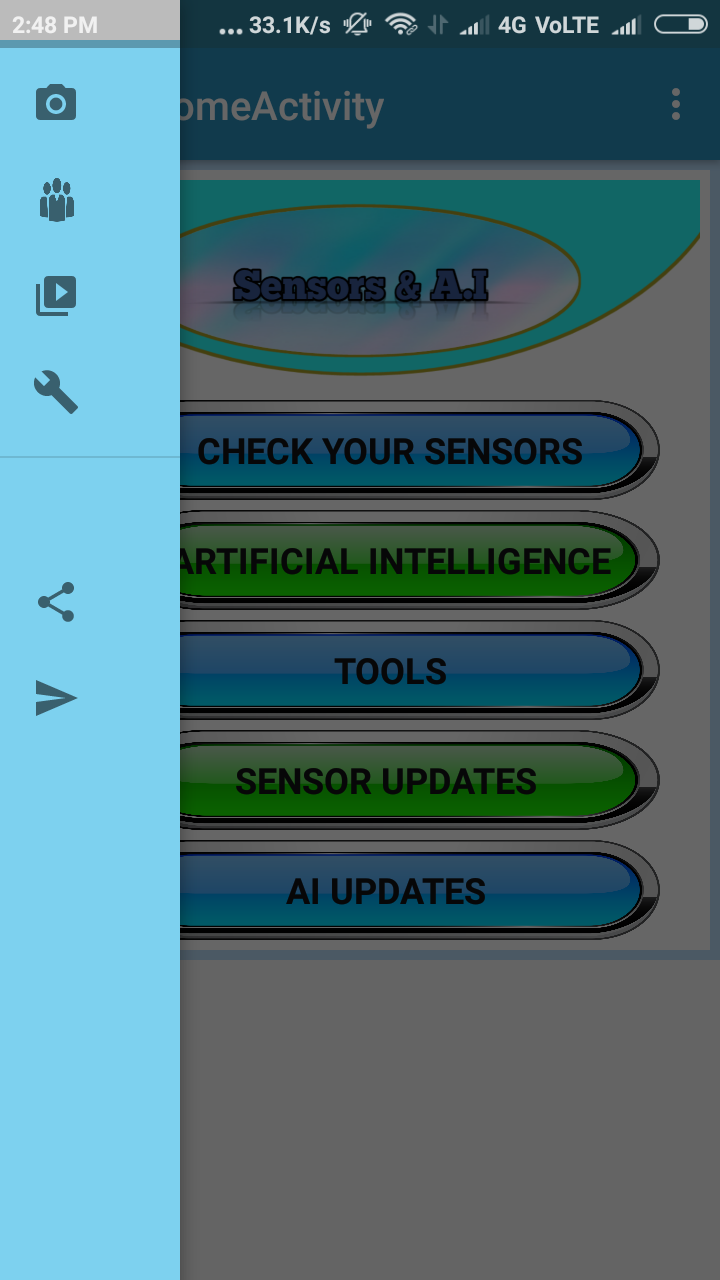 2:48 PM ... 33.1K/s 4G VoLTE
omeActivity
Sensors & A.I
CHECK YOUR SENSORS
ARTIFICIAL INTELLIGENCE
TOOLS
SENSOR UPDATES
AI UPDATES